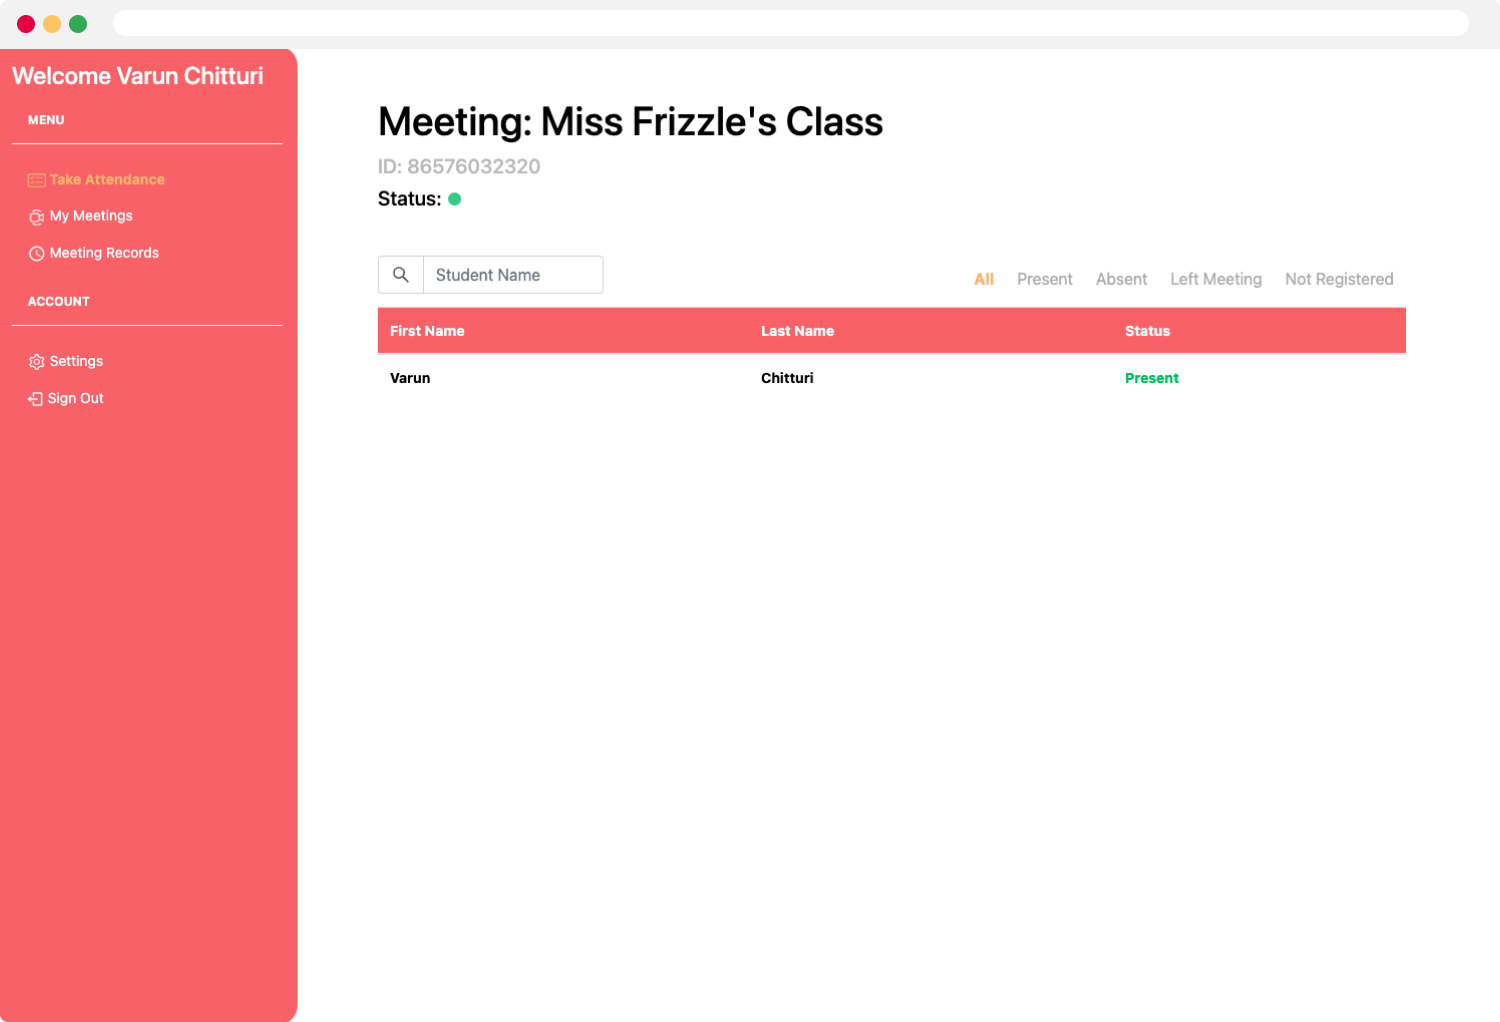 Welcome Varun Chitturi
MENU
Take Attendance
My Meetings
Meeting Records
ACCOUNT
Settings
Sign Out
Meeting: Miss Frizzle's Class
ID: 86576032320
Status:
Student Name
All Present Absent Left Meeting Not Registered
First Name Last Name Status
Varun Chitturi Present